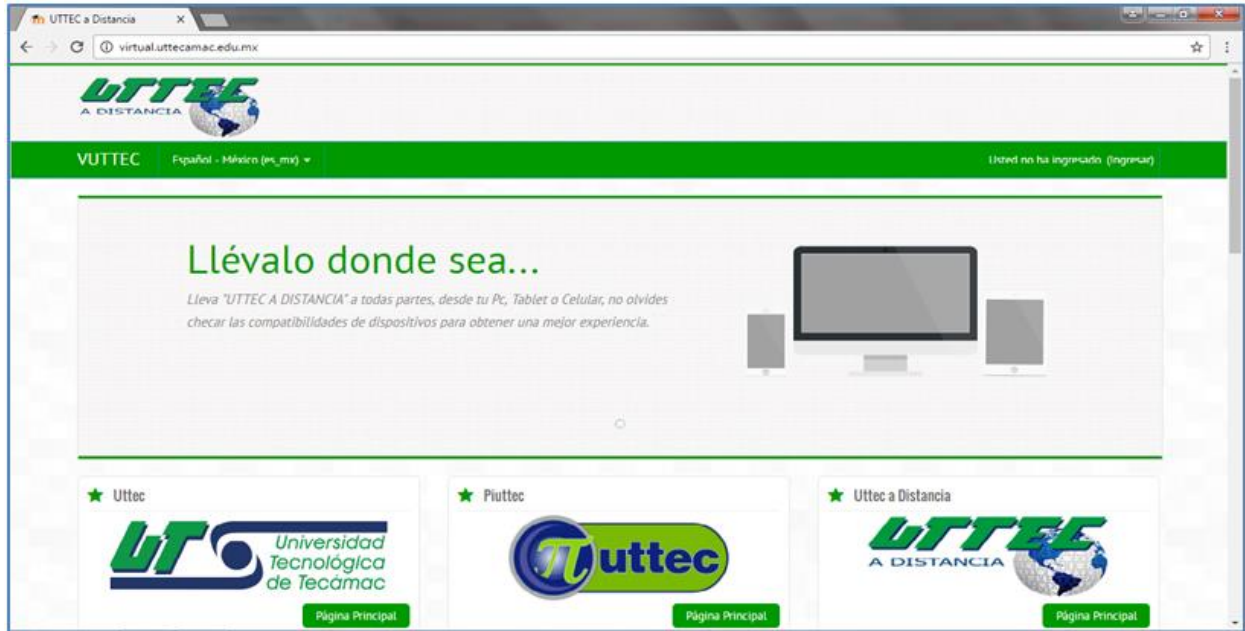 UTTEC a Distancia
virtual.uttecamac.edu.mx
UTTEC
A DISTANCIA
VUTTEC Español - México (es_mx) Usted no ha ingresado. (Ingresar)
Llévalo donde sea...
Lleva "UTTEC A DISTANCIA" a todas partes, desde tu Pc, Tablet o Celular, no olvides
checar las compatibilidades de dispositivos para obtener una mejor experiencia.
Uttec
UT
Universidad
Tecnológica
de Tecámac
Página Principal
Piuttec
πuttec
Página Principal
Uttec a Distancia
UTTEC
A DISTANCIA
Página Principal